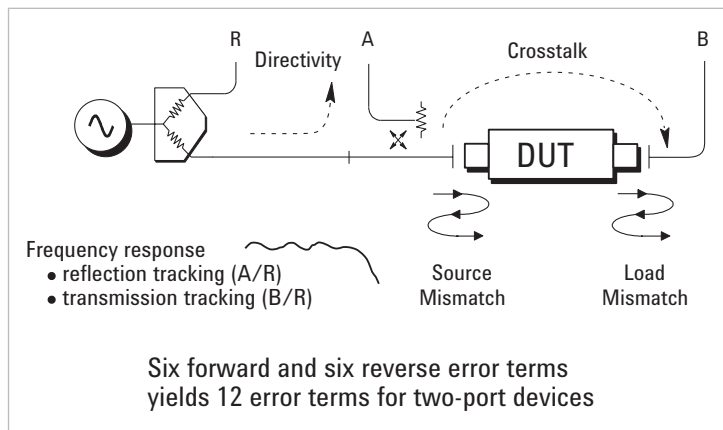 R
A
B
Directivity
Crosstalk
DUT
Frequency response
• reflection tracking (A/R)
• transmission tracking (B/R)
Source
Mismatch
Load
Mismatch
Six forward and six reverse error terms
yields 12 error terms for two-port devices